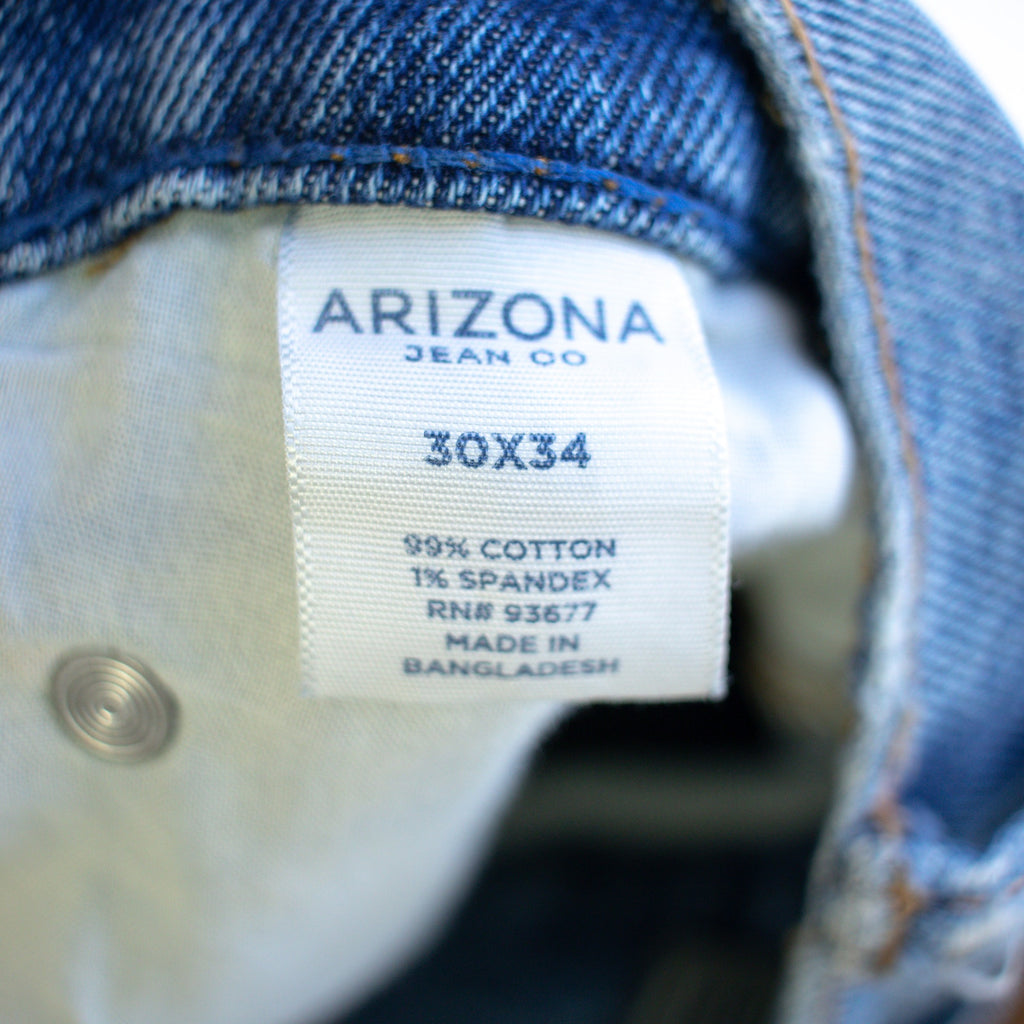 ARIZONA
JEAN CO
30X34
99% COTTON
1% SPANDEX
RN# 93677
MADE IN
BANGLADESH